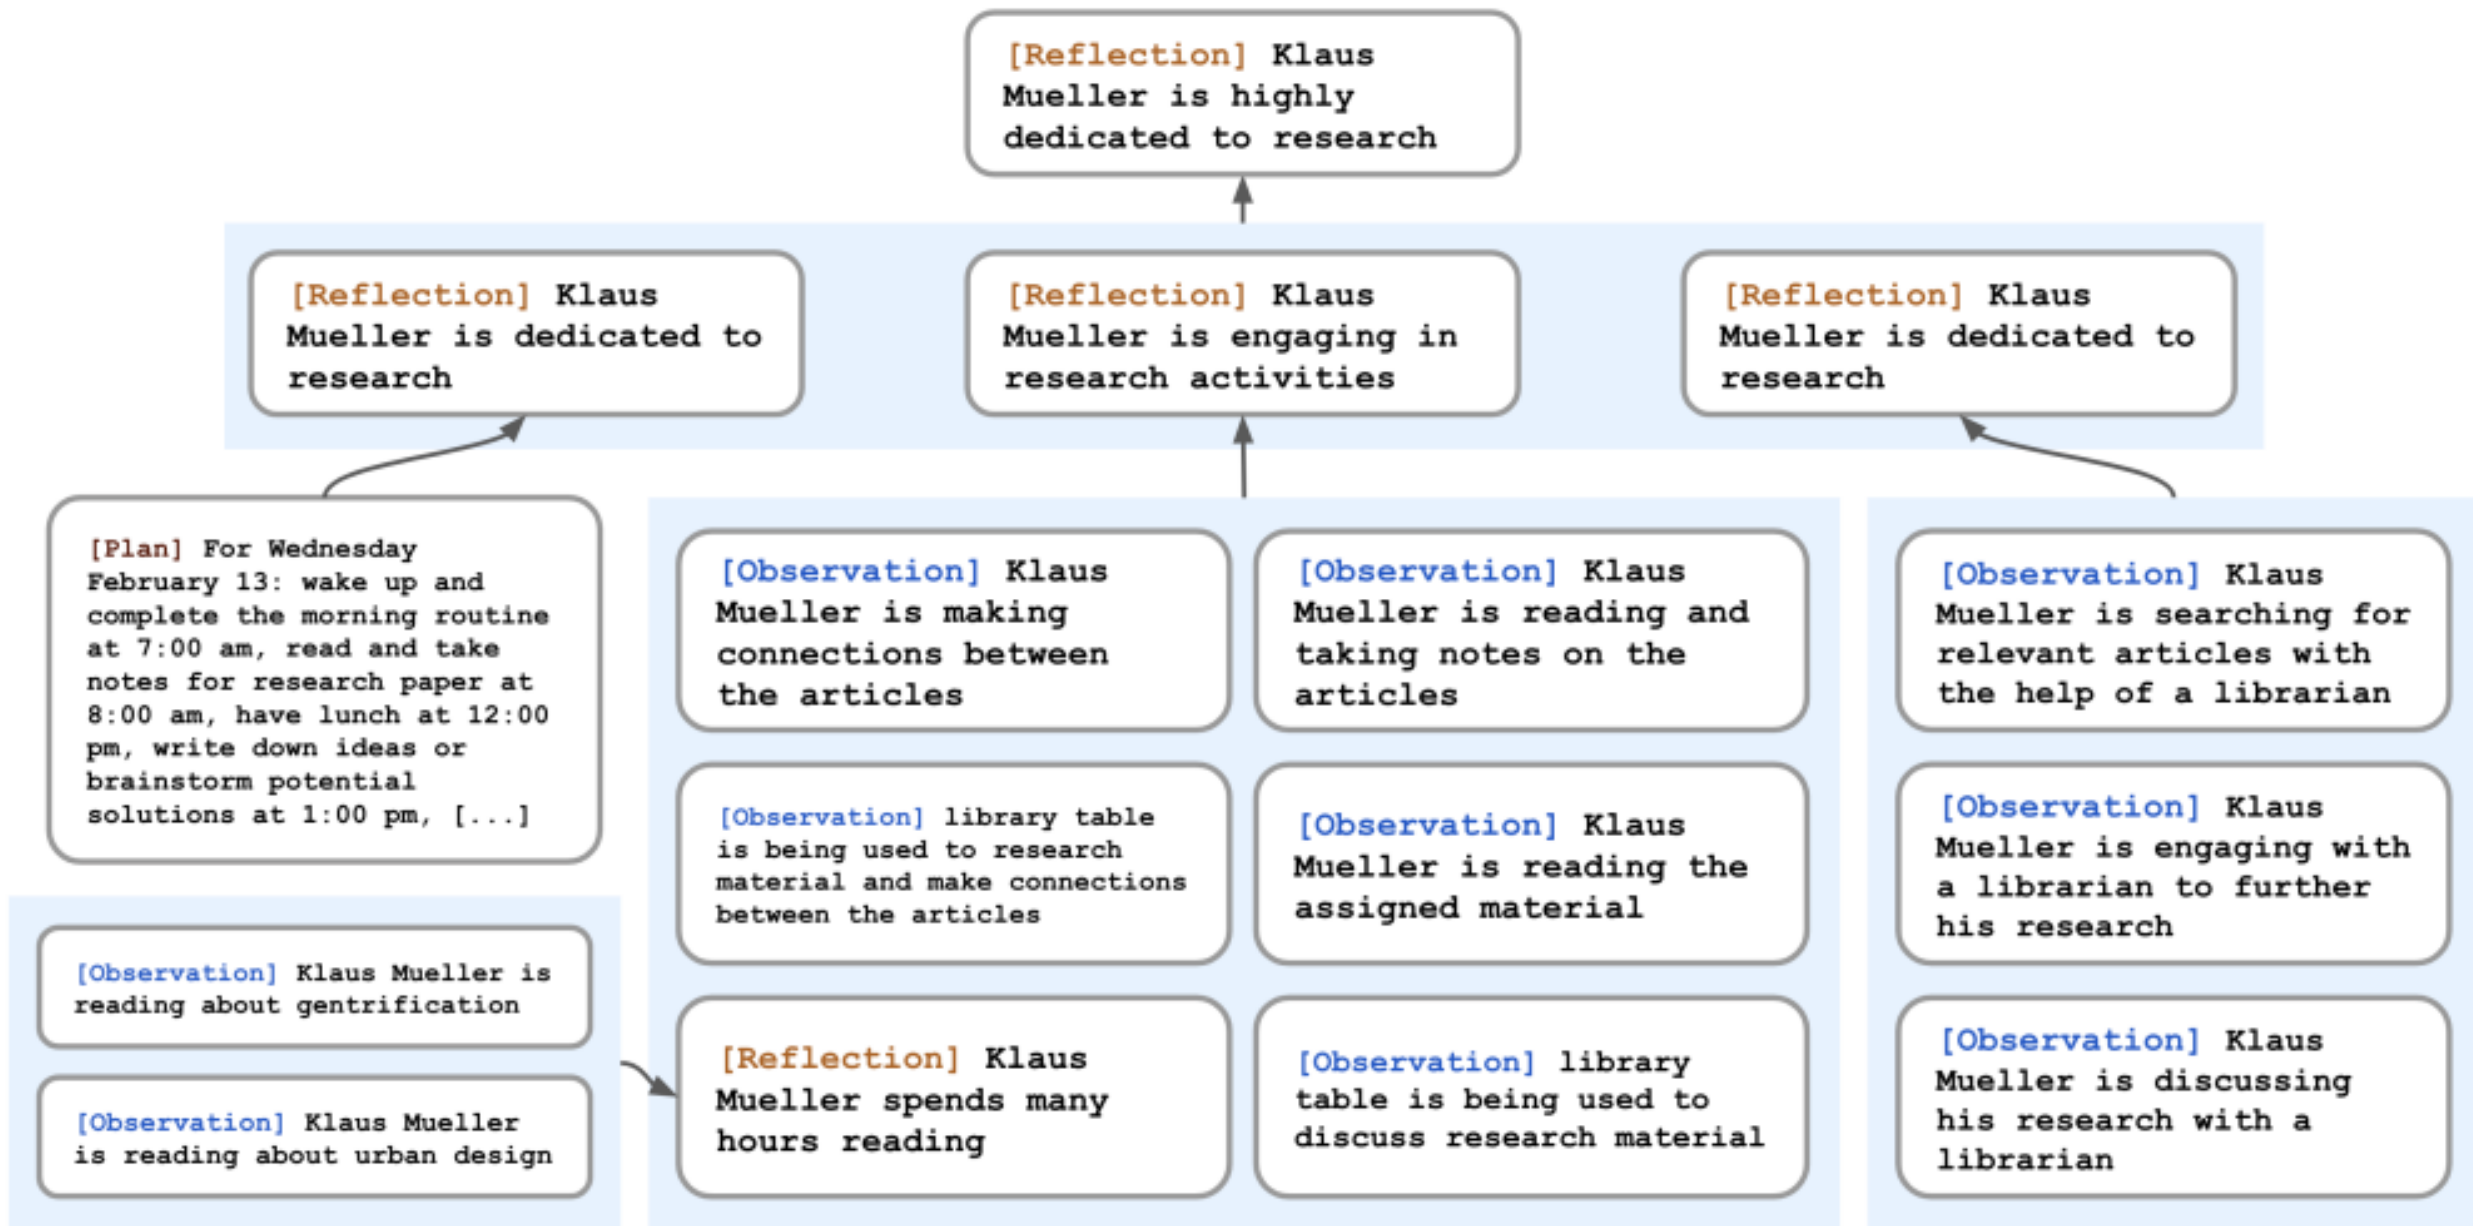 [Reflection] Klaus
Mueller is highly
dedicated to research
[Reflection] Klaus
Mueller is dedicated to
research
[Reflection] Klaus
Mueller is engaging in
research activities
[Reflection] Klaus
Mueller is dedicated to
research
[Plan] For Wednesday
February 13: wake up and
complete the morning routine
at 7:00 am, read and take
notes for research paper at
8:00 am, have lunch at 12:00
pm, write down ideas or
brainstorm potential
solutions at 1:00 pm, [...]
[Observation] Klaus Mueller is
reading about gentrification
[Observation] Klaus Mueller
is reading about urban design
[Observation] Klaus
Mueller is making
connections between
the articles
[Observation] Klaus
Mueller is reading and
taking notes on the
articles
[Observation] library table
is being used to research
material and make connections
between the articles
[Observation] Klaus
Mueller is reading the
assigned material
[Reflection] Klaus
Mueller spends many
hours reading
[Observation] library
table is being used to
discuss research material
[Observation] Klaus
Mueller is searching for
relevant articles with
the help of a librarian
[Observation] Klaus
Mueller is engaging with
a librarian to further
his research
[Observation] Klaus
Mueller is discussing
his research with a
librarian